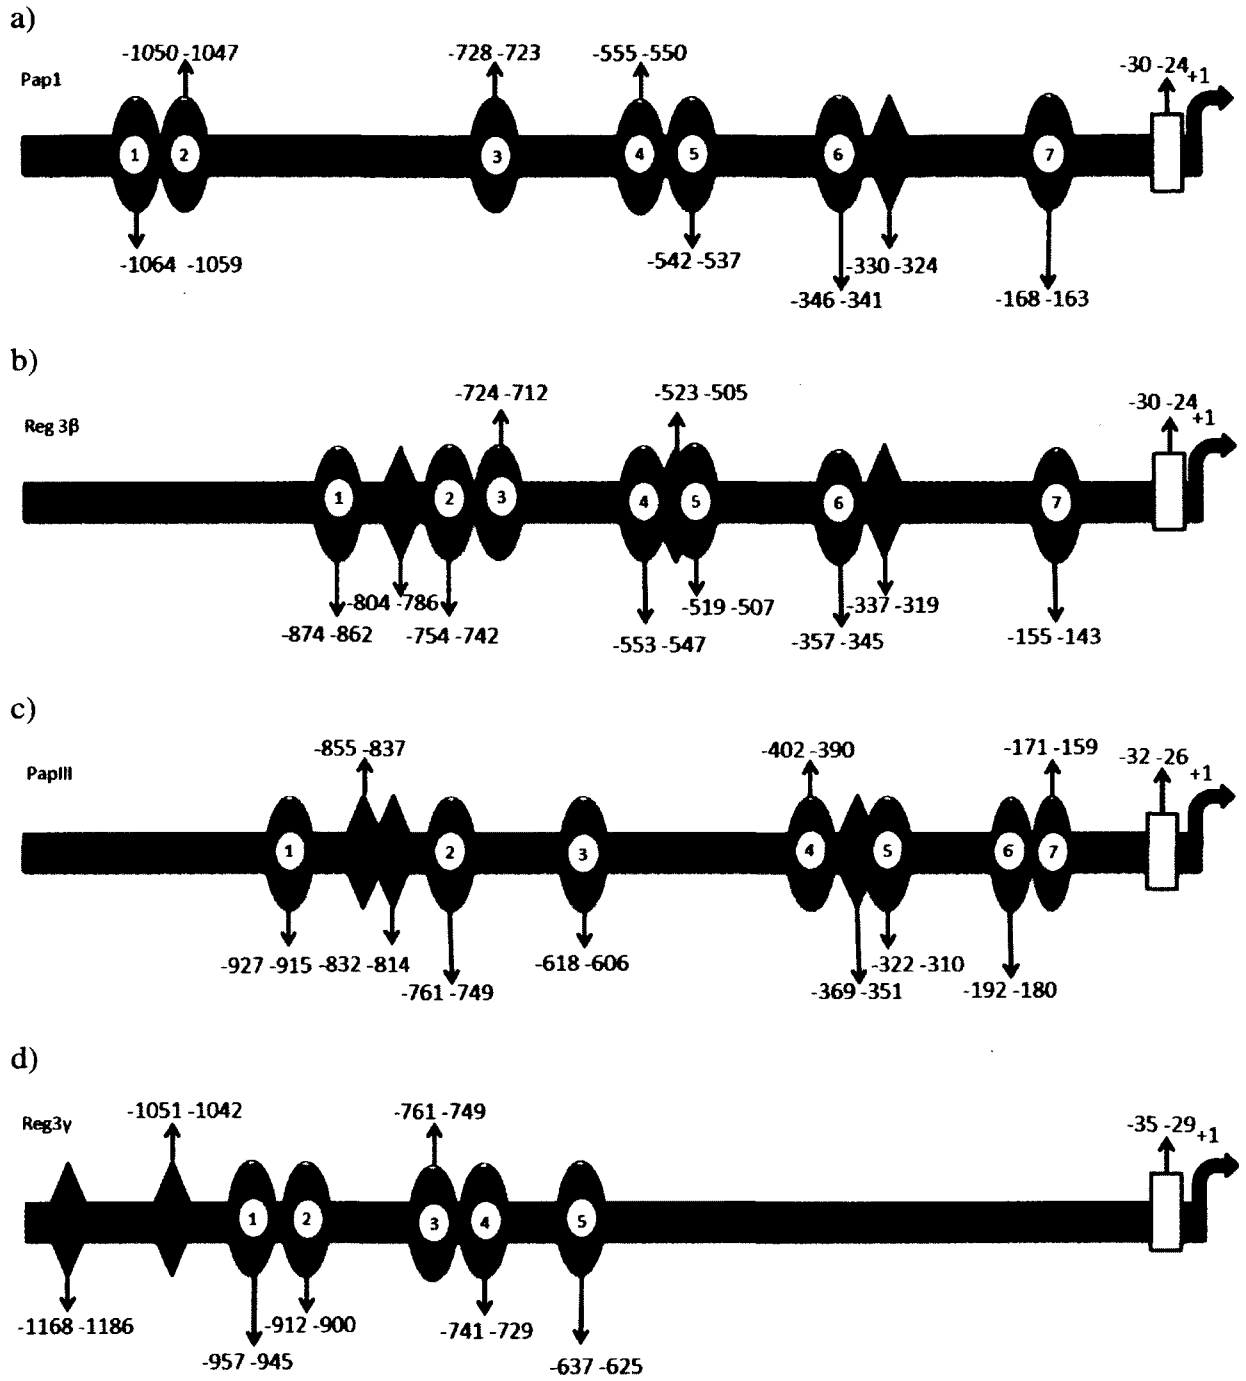 a)
-1050 -1047 -728 -723 -555 -550 -30 -24 +1
Pap1
1 2 3 4 5 6 7
-1064 -1059 -542 -537 -330 -324
-346 -341 -168 -163
b)
-724 -712 -523 -505 -30 -24 +1
Reg 3β
1 2 3 4 5 6 7
-804 -786 -519 -507 -337 -319
-874 -862 -754 -742 -553 -547 -357 -345 -155 -143
c)
-855 -837 -402 -390 -171 -159 -32 -26 +1
PapIII
1 2 3 4 5 6 7
-927 -915 -832 -814 -618 -606 -322 -310
-761 -749 -369 -351 -192 -180
d)
-1051 -1042 -761 -749 -35 -29 +1
Reg3γ
1 2 3 4 5
-1168 -1186 -912 -900 -741 -729
-957 -945 -637 -625